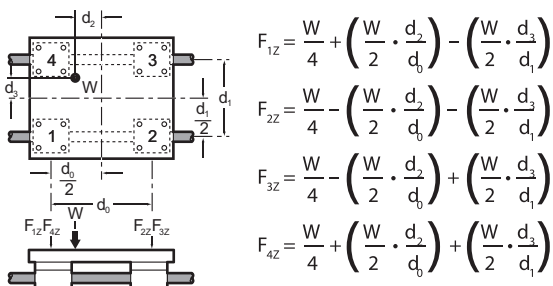 d₂
4
3
W
d₃
d₁
d₁/2
1
2
d₀/2
d₀
W
F₁Z F₄Z
F₂Z F₃Z
F₁Z = W/4 + (W/2 · d₂/d₀) − (W/2 · d₃/d₁)
F₂Z = W/4 − (W/2 · d₂/d₀) − (W/2 · d₃/d₁)
F₃Z = W/4 − (W/2 · d₂/d₀) + (W/2 · d₃/d₁)
F₄Z = W/4 + (W/2 · d₂/d₀) + (W/2 · d₃/d₁)